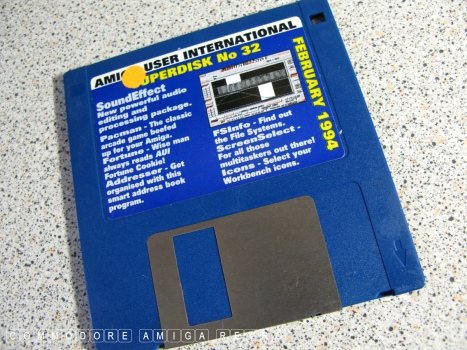 AMI USER INTERNATIONAL
UPERDISK No 32
FEBRUARY 1994
SoundEffect
New powerful audio
editing and
processing package.
Pacman - The classic
arcade game beefed
up for your Amiga.
Fortune - Wise man
always reads AUI
Fortune Cookie!
Addressor - Get
organised with this
smart address book
program.
FSInfo - Find out
the File Systems.
ScreenSelect -
For all those
multitaskers out there!
Icons - Select your
Workbench icons.
COMMODORE AMIGA RE